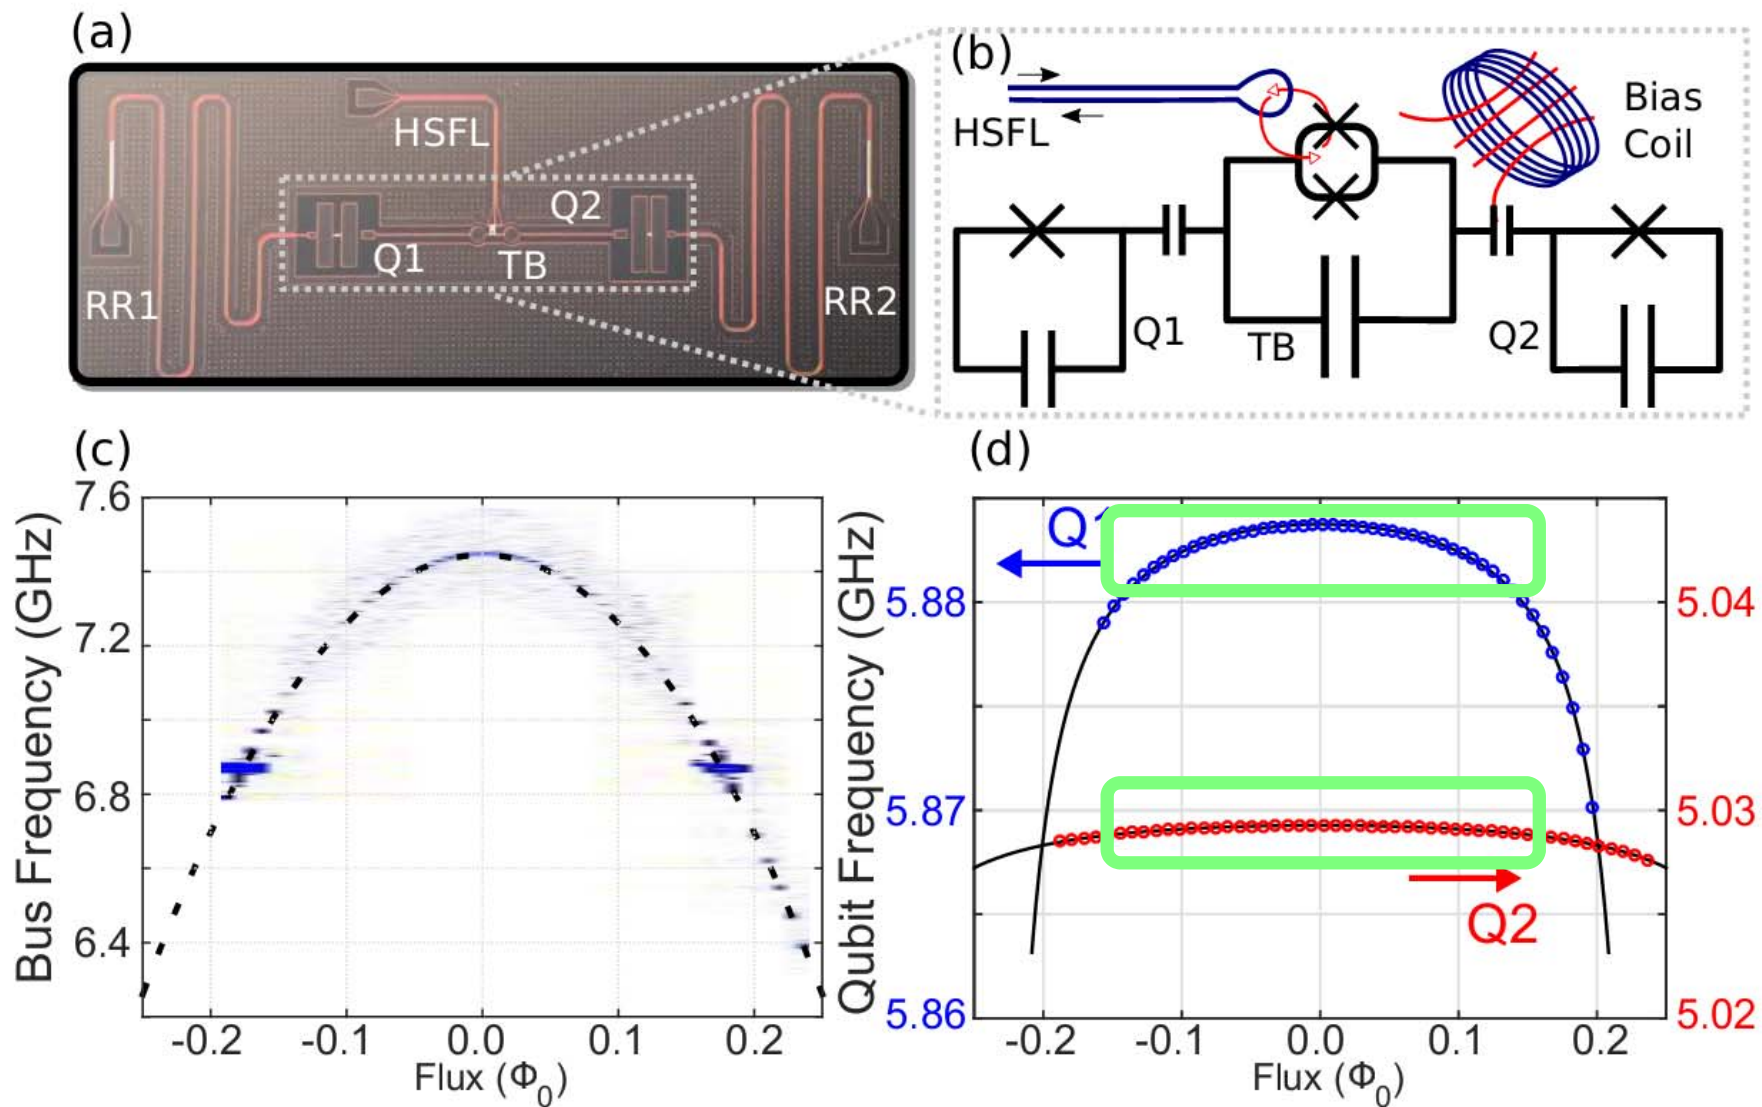 (a)
HSFL
Q2
Q1
TB
RR1
RR2
(b)
HSFL
Bias
Coil
Q1
TB
Q2
(c)
7.6
7.2
6.8
6.4
Bus Frequency (GHz)
-0.2
-0.1
0.0
0.1
0.2
Flux (Φ0)
(d)
Qubit Frequency (GHz)
5.88
5.87
5.86
5.04
5.03
5.02
Q1
Q2
-0.2
-0.1
0.0
0.1
0.2
Flux (Φ0)